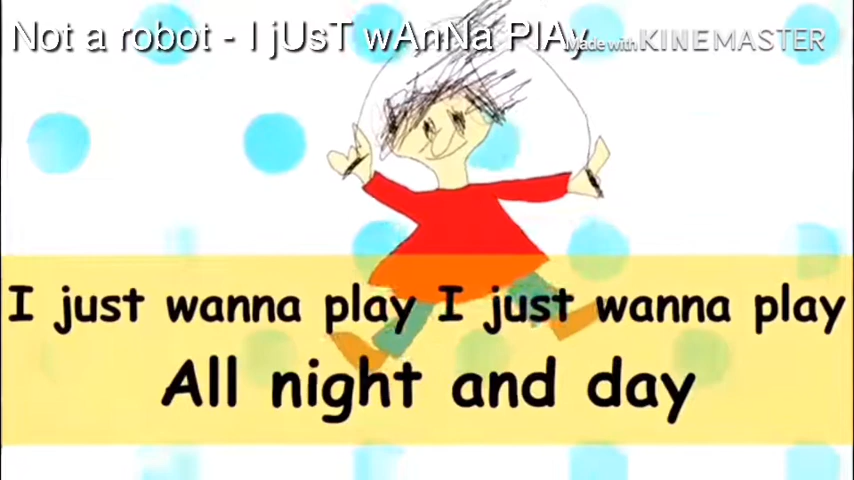 Not a robot - I jUsT wAnNa PlAy
Made with KINEMASTER
I just wanna play I just wanna play
All night and day